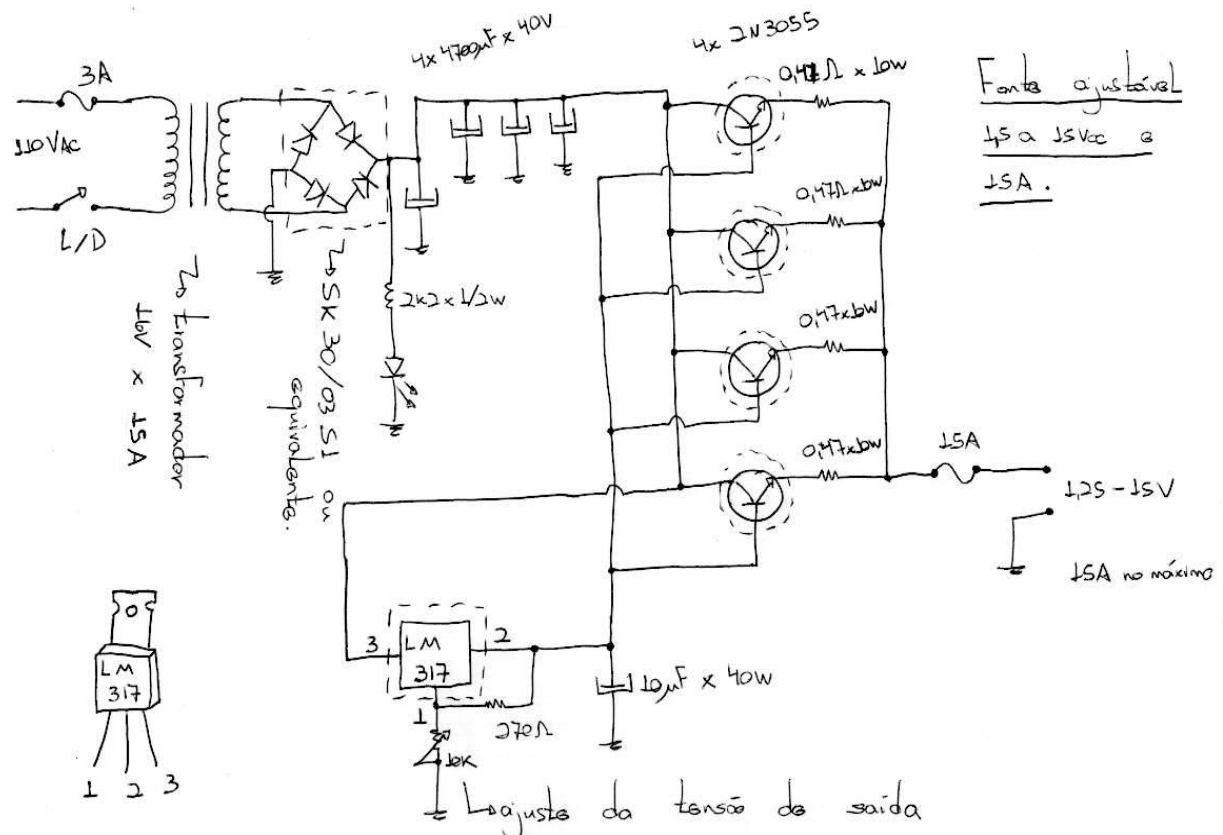 4x 4700µF x 40V
4x 2N3055
3A
0,47Ω x 10W
Fonte ajustável
1,5 a 15Vcc e
15A.
110VAC
L/D
0,47Ω x 10W
2k2 x 1/2W
0,47 x 10W
↳ transformador
16V x 15A
↳ SK 30/03 S1 ou
equivalente.
0,47 x 10W
15A
1,25 - 15V
15A no máximo
3
LM
317
2
1
270Ω
10µF x 40W
10K
↳ ajuste da tensão de saída
LM
317
1 2 3